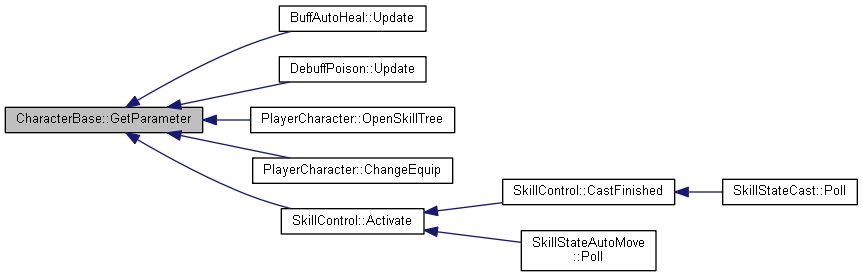 BuffAutoHeal::Update
DebuffPoison::Update
CharacterBase::GetParameter
PlayerCharacter::OpenSkillTree
PlayerCharacter::ChangeEquip
SkillControl::CastFinished
SkillStateCast::Poll
SkillControl::Activate
SkillStateAutoMove
::Poll